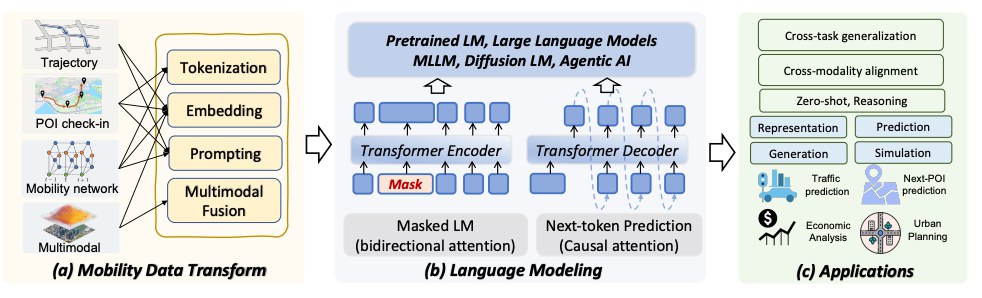 Trajectory
POI check-in
Mobility network
Multimodal
Tokenization
Embedding
Prompting
Multimodal
Fusion
(a) Mobility Data Transform
Pretrained LM, Large Language Models
MLLM, Diffusion LM, Agentic AI
Transformer Encoder
Mask
Masked LM
(bidirectional attention)
Transformer Decoder
Next-token Prediction
(Causal attention)
(b) Language Modeling
Cross-task generalization
Cross-modality alignment
Zero-shot, Reasoning
Representation
Prediction
Generation
Simulation
Traffic
prediction
Next-POI
prediction
$
Economic
Analysis
Urban
Planning
(c) Applications